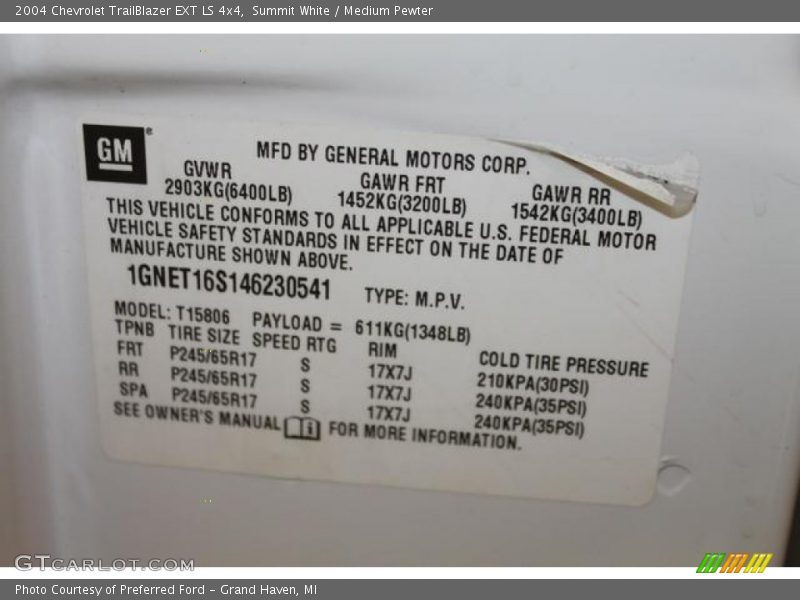 2004 Chevrolet TrailBlazer EXT LS 4x4, Summit White / Medium Pewter
GM®
MFD BY GENERAL MOTORS CORP.
GVWR GAWR FRT GAWR RR
2903KG(6400LB) 1452KG(3200LB) 1542KG(3400LB)
THIS VEHICLE CONFORMS TO ALL APPLICABLE U.S. FEDERAL MOTOR
VEHICLE SAFETY STANDARDS IN EFFECT ON THE DATE OF
MANUFACTURE SHOWN ABOVE.
1GNET16S146230541 TYPE: M.P.V.
MODEL: T15806 PAYLOAD = 611KG(1348LB)
TPNB TIRE SIZE SPEED RTG RIM COLD TIRE PRESSURE
FRT P245/65R17 S 17X7J 210KPA(30PSI)
RR P245/65R17 S 17X7J 240KPA(35PSI)
SPA P245/65R17 S 17X7J 240KPA(35PSI)
SEE OWNER'S MANUAL i FOR MORE INFORMATION.
GTCARLOT.COM
Photo Courtesy of Preferred Ford – Grand Haven, MI